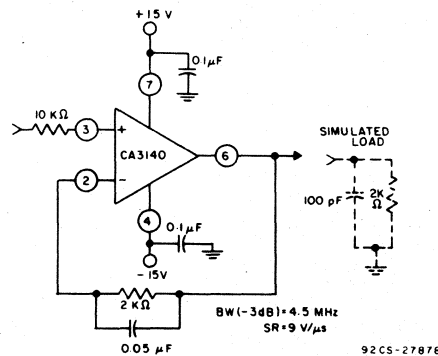 +15 V
0.1 µF
7
10 KΩ
3
+
CA3140
6
2
-
4
0.1 µF
-15V
2 KΩ
0.05 µF
SIMULATED
LOAD
100 pF
2K
Ω
BW(-3dB)=4.5 MHz
SR=9 V/µs
92CS-27878